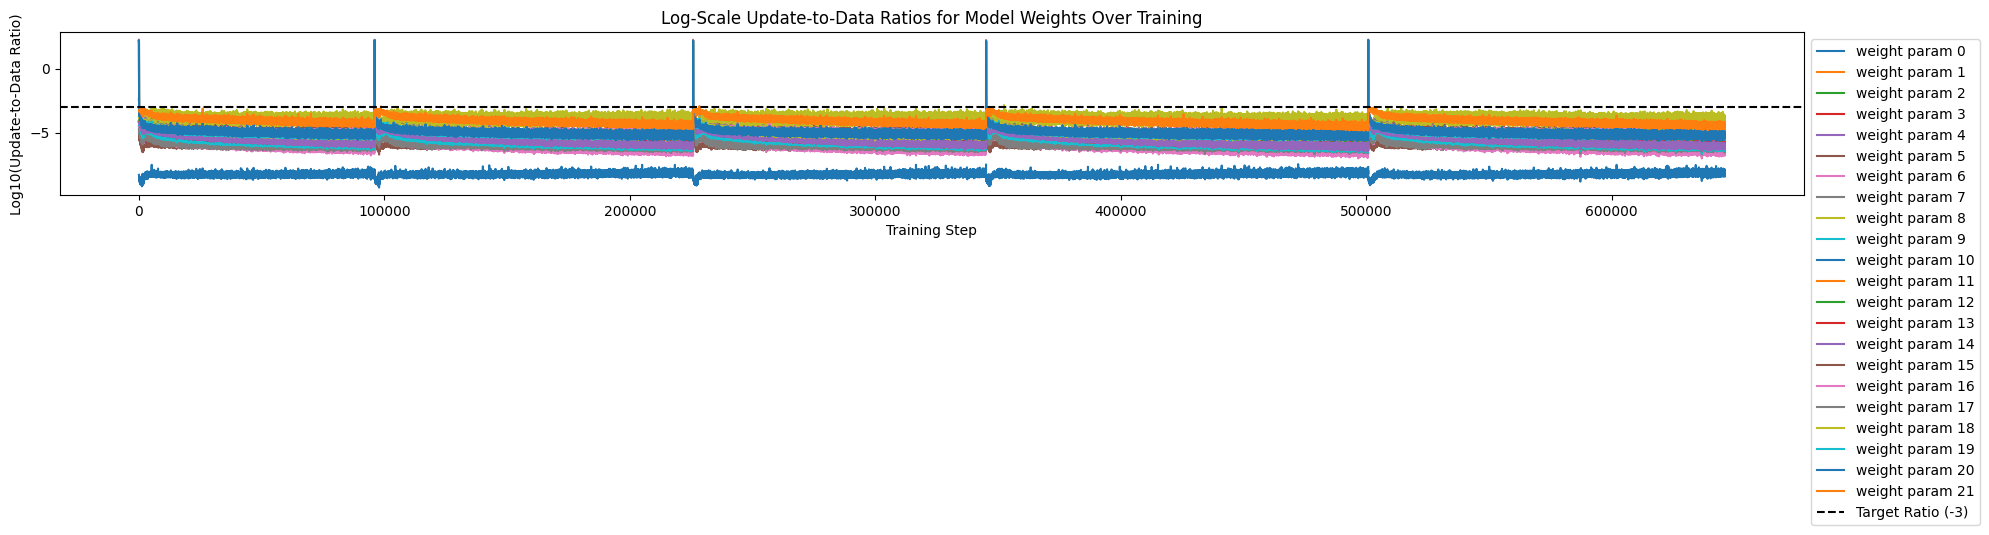 Log-Scale Update-to-Data Ratios for Model Weights Over Training
Log10(Update-to-Data Ratio)
0
−5
0
100000
200000
300000
400000
500000
600000
Training Step
weight param 0
weight param 1
weight param 2
weight param 3
weight param 4
weight param 5
weight param 6
weight param 7
weight param 8
weight param 9
weight param 10
weight param 11
weight param 12
weight param 13
weight param 14
weight param 15
weight param 16
weight param 17
weight param 18
weight param 19
weight param 20
weight param 21
Target Ratio (-3)